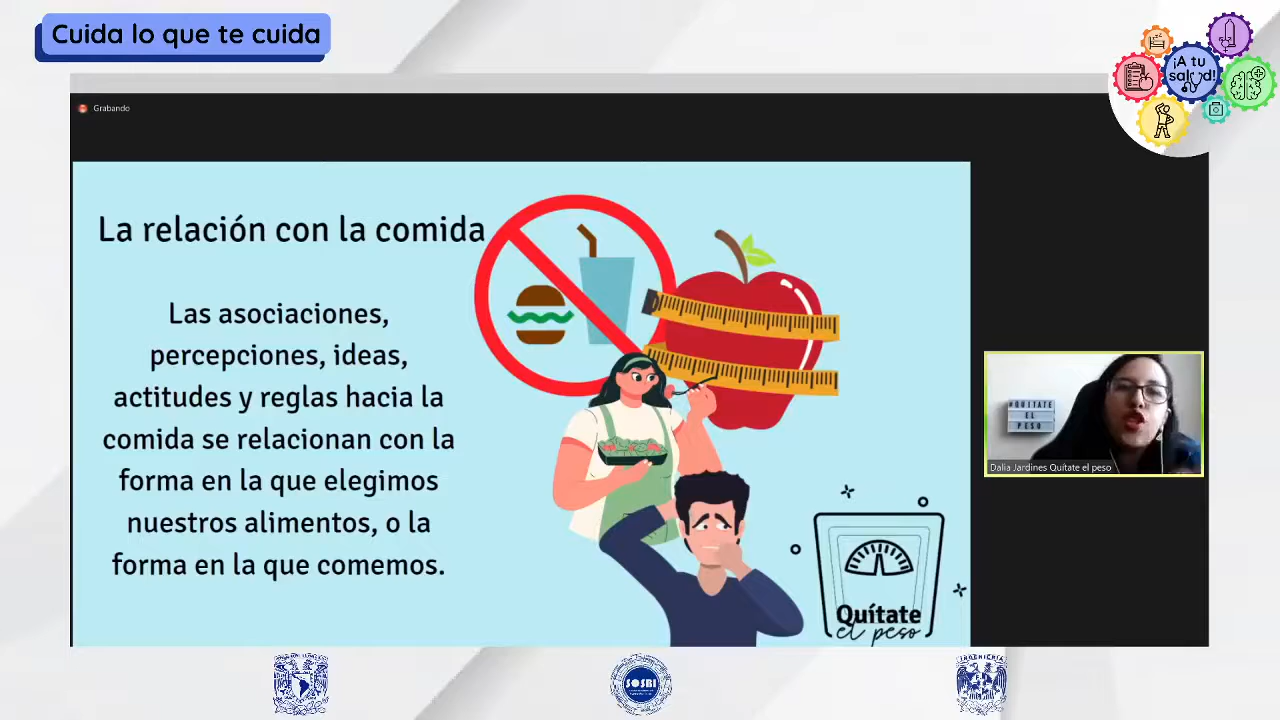 Cuida lo que te cuida
¡A tu
salud!
Grabando
La relación con la comida
Las asociaciones,
percepciones, ideas,
actitudes y reglas hacia la
comida se relacionan con la
forma en la que elegimos
nuestros alimentos, o la
forma en la que comemos.
#QUITATE
EL
PESO
Dalia Jardines Quítate el peso
Quítate
el peso
SOSRI
INGENIERIA